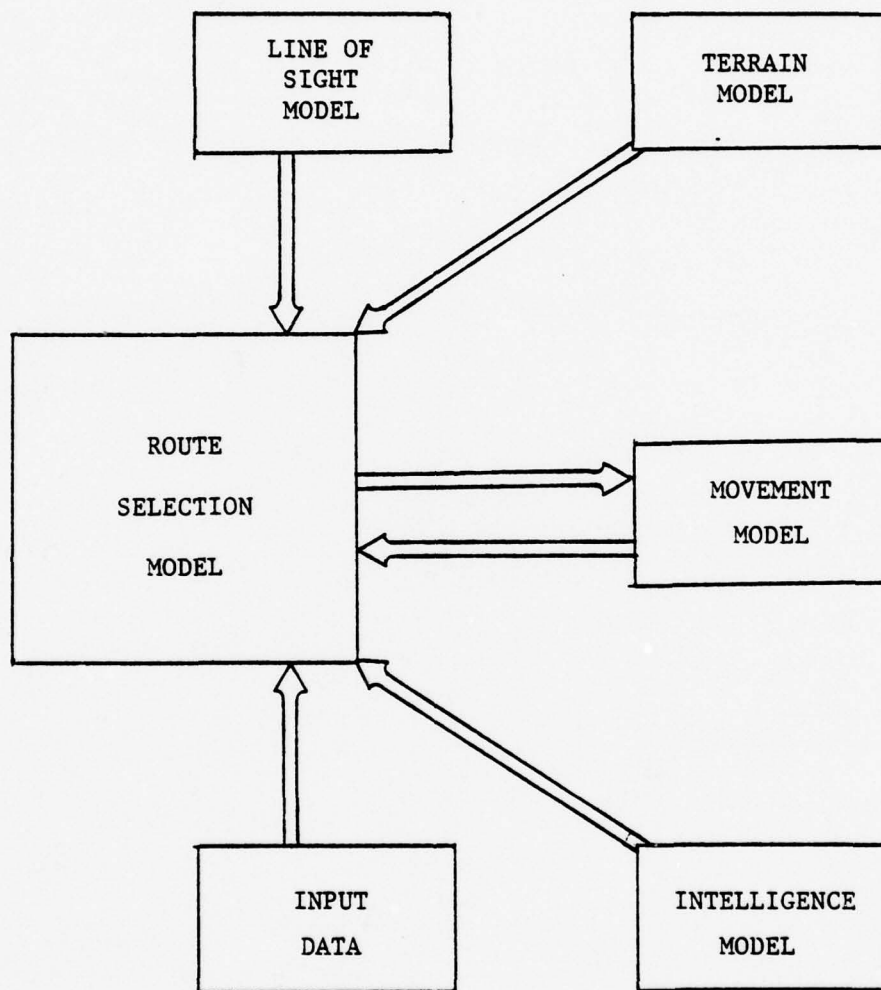 LINE OF
SIGHT
MODEL
TERRAIN
MODEL
ROUTE
SELECTION
MODEL
MOVEMENT
MODEL
INPUT
DATA
INTELLIGENCE
MODEL